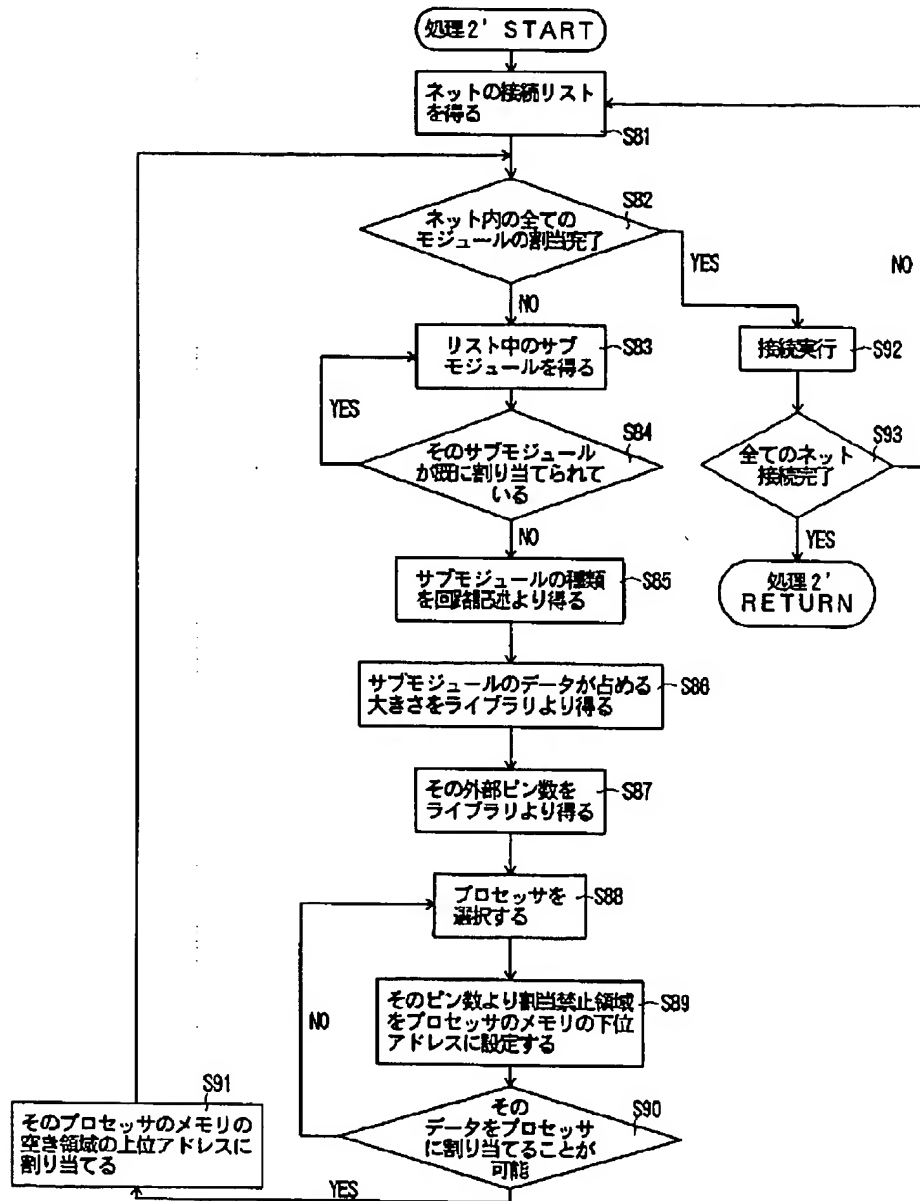 処理2' START
ネットの接続リスト
を得る
S81
ネット内の全ての
モジュールの割当完了
S82
YES
NO
NO
リスト中のサブ
モジュールを得る
S83
接続実行
S92
YES
そのサブモジュール
が既に割り当てられて
いる
S84
全てのネット
接続完了
S93
NO
YES
サブモジュールの種類
を回路記述より得る
S85
処理2'
RETURN
サブモジュールのデータが占める
大きさをライブラリより得る
S86
その外部ピン数を
ライブラリより得る
S87
プロセッサを
選択する
S88
NO
そのピン数より割当禁止領域
をプロセッサのメモリの下位
アドレスに設定する
S89
S91
そのプロセッサのメモリの
空き領域の上位アドレスに
割り当てる
その
データをプロセッサ
に割り当てることが
可能
S90
YES